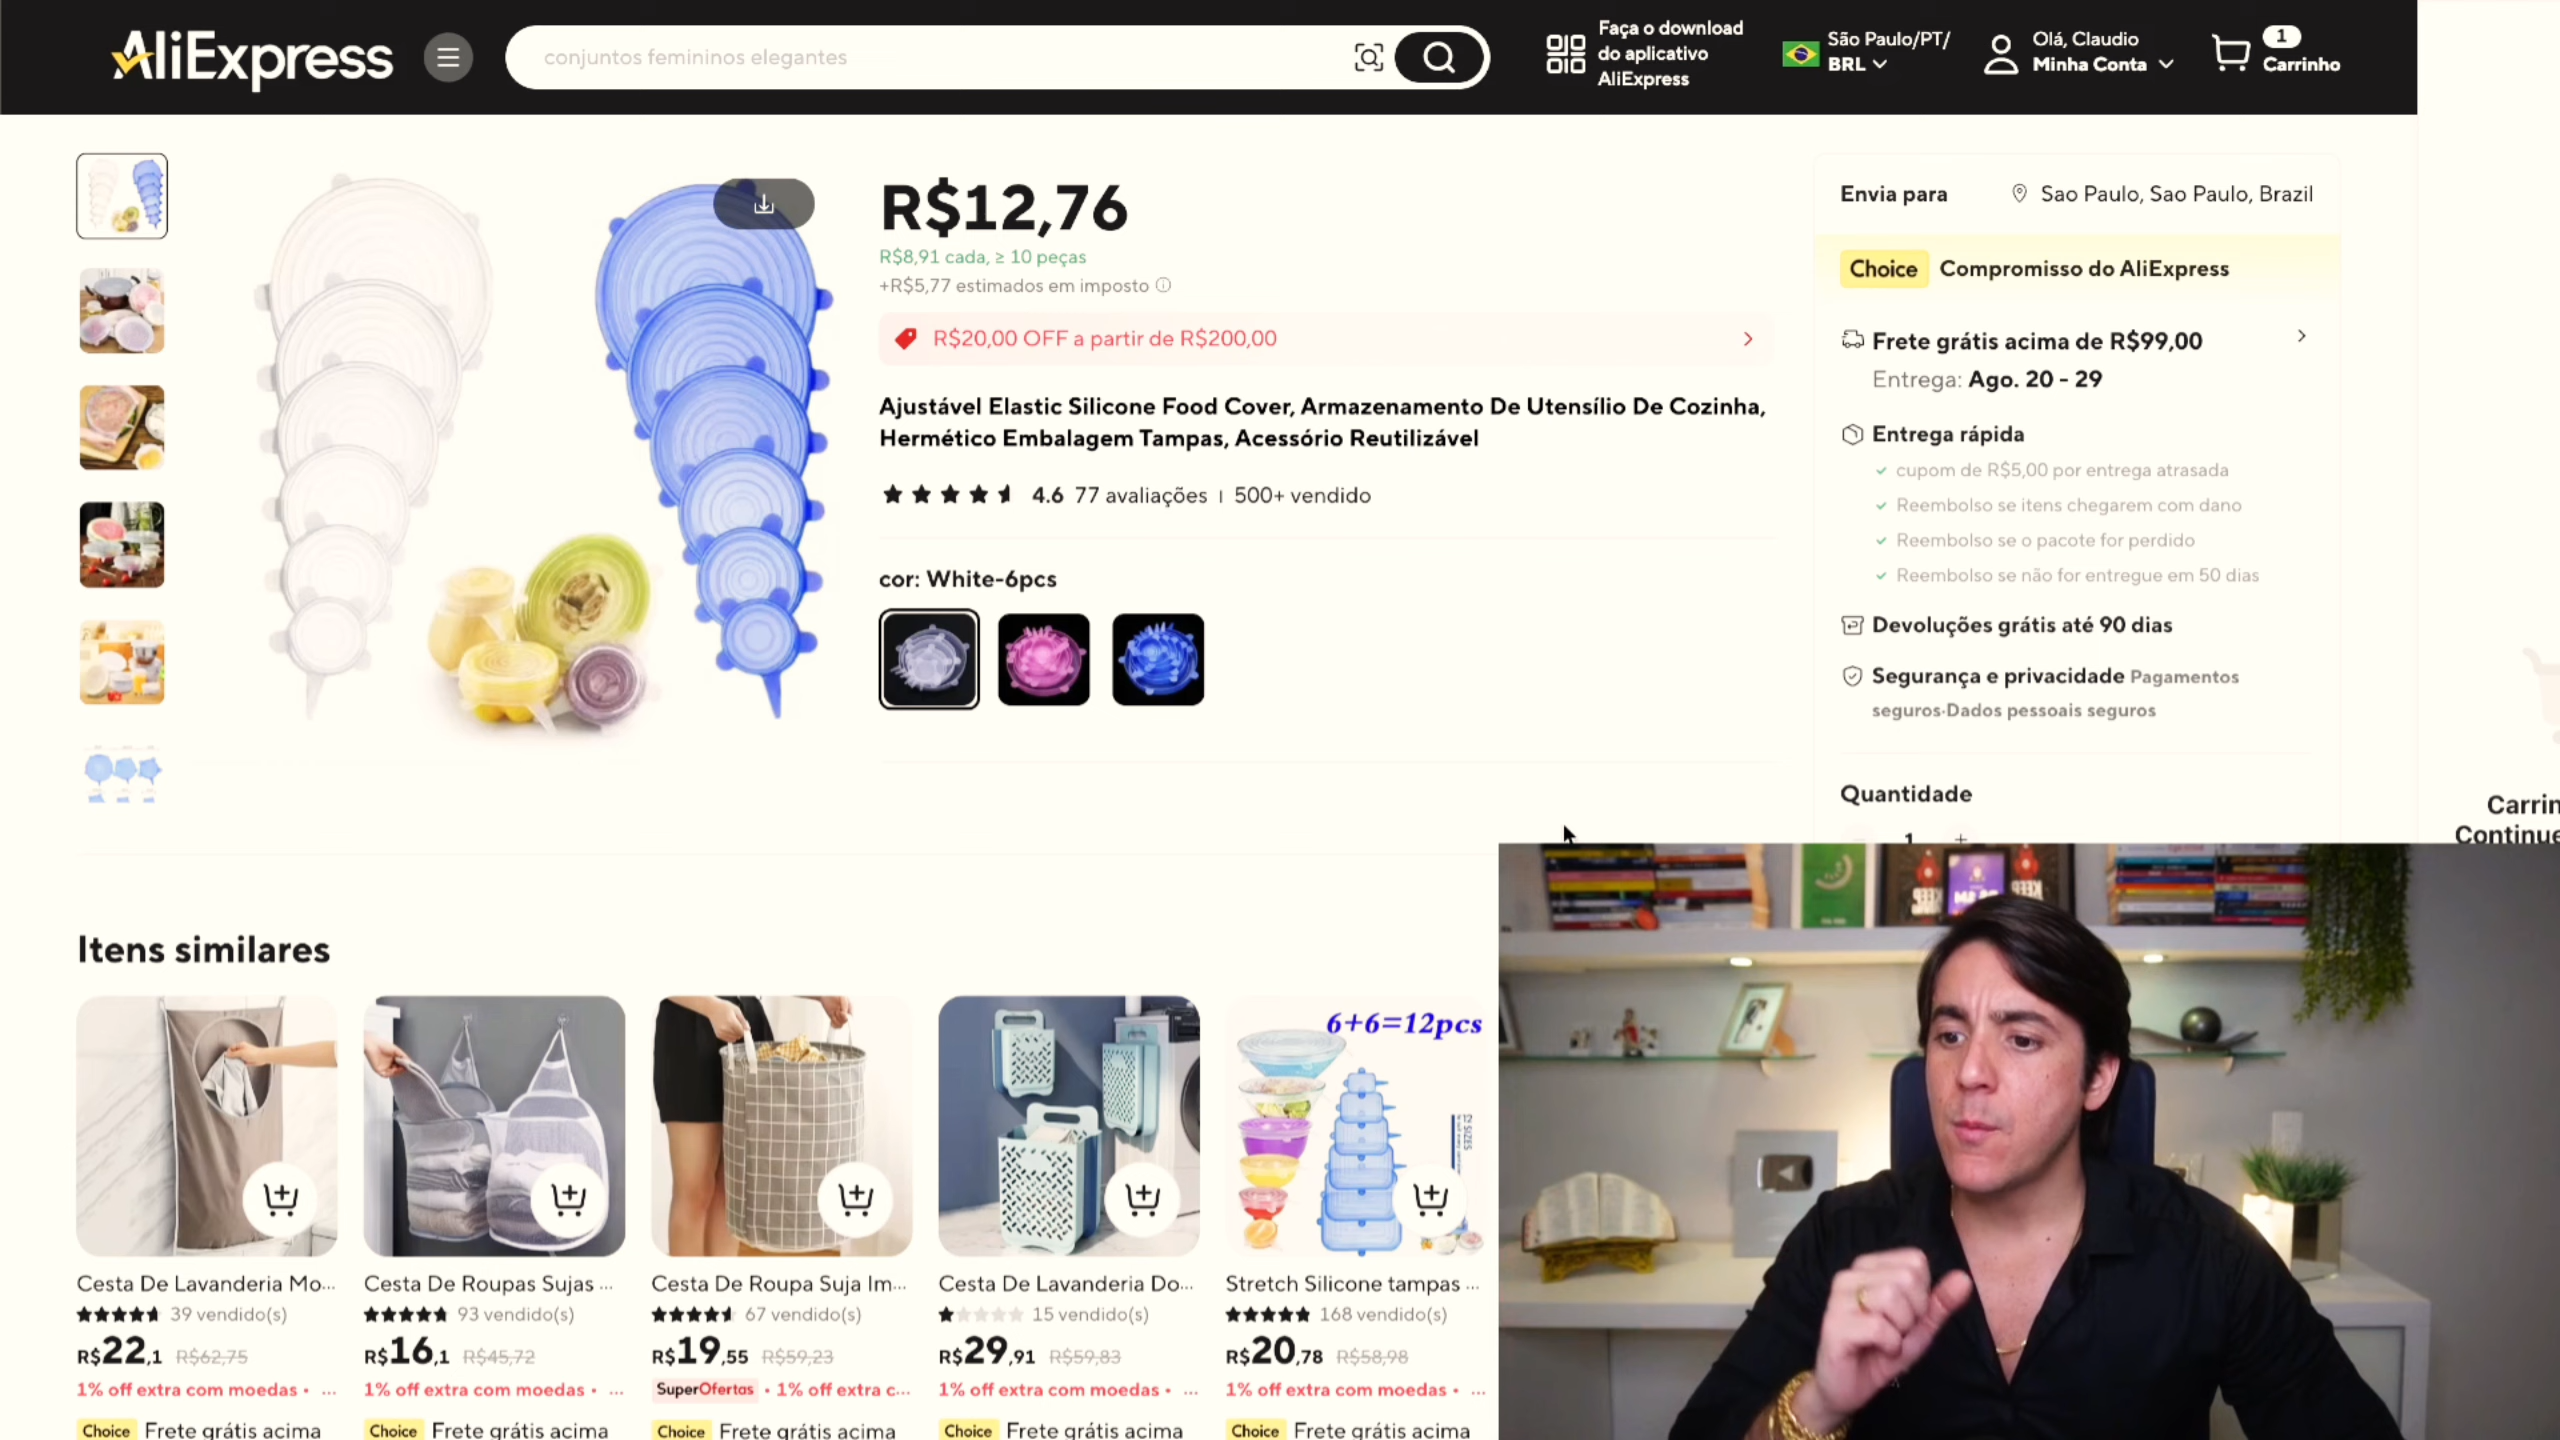 AliExpress
conjuntos femininos elegantes
Faça o download
do aplicativo
AliExpress
São Paulo/PT/
BRL
Olá, Claudio
Minha Conta
1
Carrinho
R$12,76
R$8,91 cada, ≥ 10 peças
+R$5,77 estimados em imposto
R$20,00 OFF a partir de R$200,00
Ajustável Elastic Silicone Food Cover, Armazenamento De Utensílio De Cozinha,
Hermético Embalagem Tampas, Acessório Reutilizável
4.6 77 avaliações | 500+ vendido
cor: White-6pcs
Envia para Sao Paulo, Sao Paulo, Brazil
Choice Compromisso do AliExpress
Frete grátis acima de R$99,00
Entrega: Ago. 20 - 29
Entrega rápida
cupom de R$5,00 por entrega atrasada
Reembolso se itens chegarem com dano
Reembolso se o pacote for perdido
Reembolso se não for entregue em 50 dias
Devoluções grátis até 90 dias
Segurança e privacidade Pagamentos
seguros·Dados pessoais seguros
Quantidade
1 +
Carrin
Continue
Itens similares
6+6=12pcs
12 SIZES
KEEP
KEEP
Cesta De Lavanderia Mo...
39 vendido(s)
R$22,1 R$62,75
1% off extra com moedas • ...
Choice Frete grátis acima
Cesta De Roupas Sujas ...
93 vendido(s)
R$16,1 R$45,72
1% off extra com moedas • ...
Choice Frete grátis acima
Cesta De Roupa Suja Im...
67 vendido(s)
R$19,55 R$59,23
SuperOfertas • 1% off extra c...
Choice Frete grátis acima
Cesta De Lavanderia Do...
15 vendido(s)
R$29,91 R$59,83
1% off extra com moedas • ...
Choice Frete grátis acima
Stretch Silicone tampas ...
168 vendido(s)
R$20,78 R$58,98
1% off extra com moedas • ...
Choice Frete grátis acima